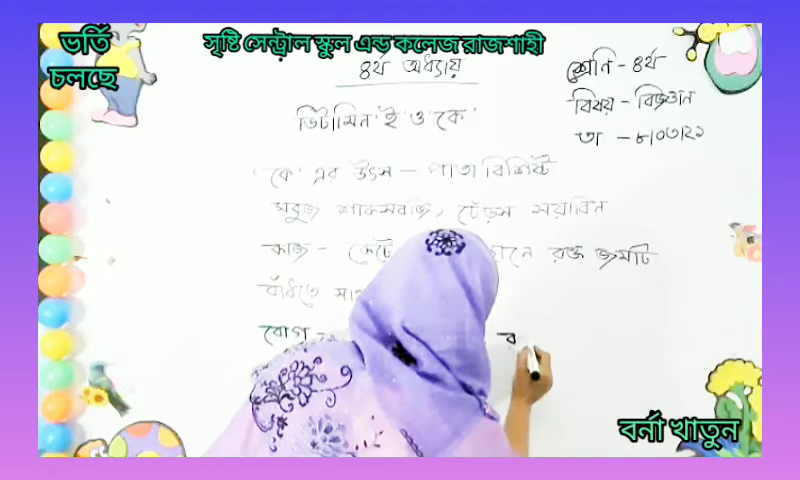 ভর্তি
চলছে
সৃষ্টি সেন্ট্রাল স্কুল এন্ড কলেজ রাজশাহী
৪র্থ অধ্যায়
শ্রেনি - ৪র্থ
বিষয় - বিজ্ঞান
তা - ৮/০৩/২১
ভিটামিন 'ই' ও 'কে'
'কে' এর উৎস - পাতা বিশিষ্ট
সবুজ শাকসবজি, ঢেঁড়স সয়াবিন
কাজ - কেটে রক্ত জমাট
বাঁধতে
রোগ -
বর্না খাতুন